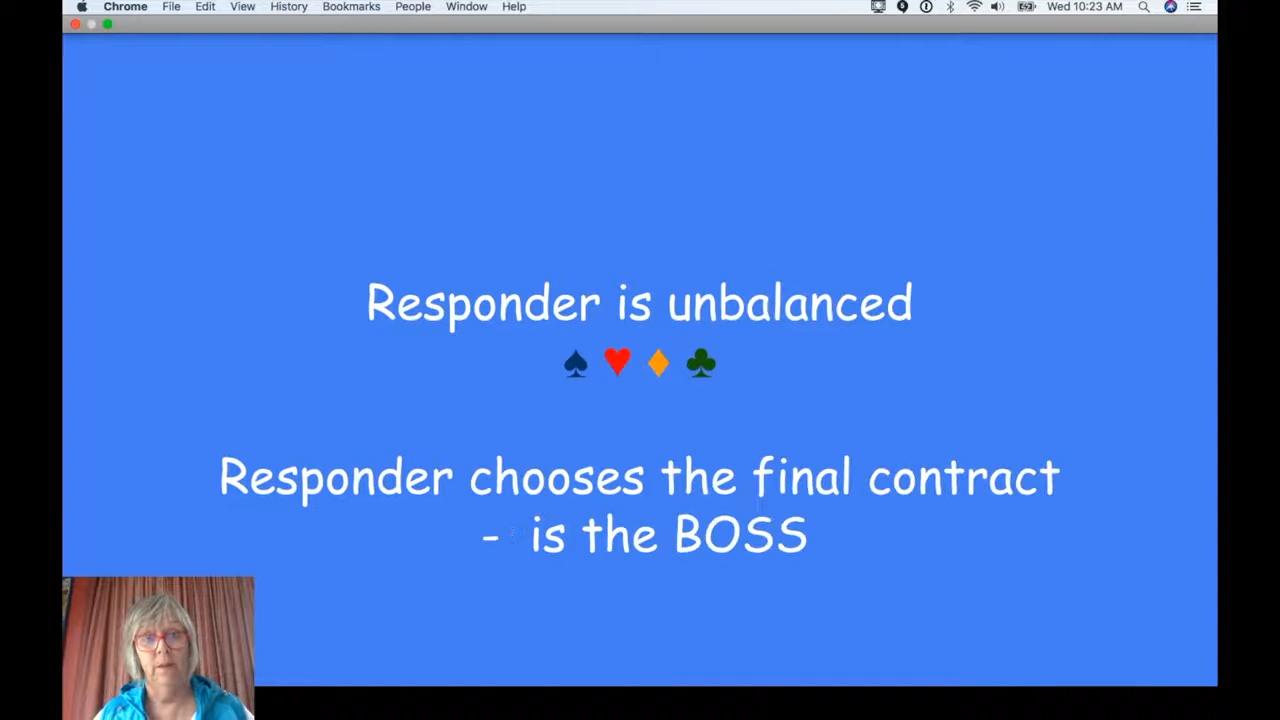 Chrome File Edit View History Bookmarks People Window Help Wed 10:23 AM
Responder is unbalanced
♠ ♥ ♦ ♣
Responder chooses the final contract
- is the BOSS